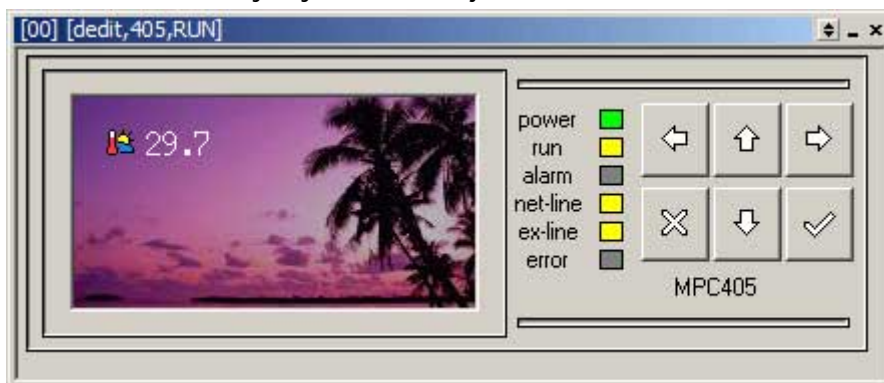 [00] [dedit,405,RUN]
29.7
power
run
alarm
net-line
ex-line
error
MPC405